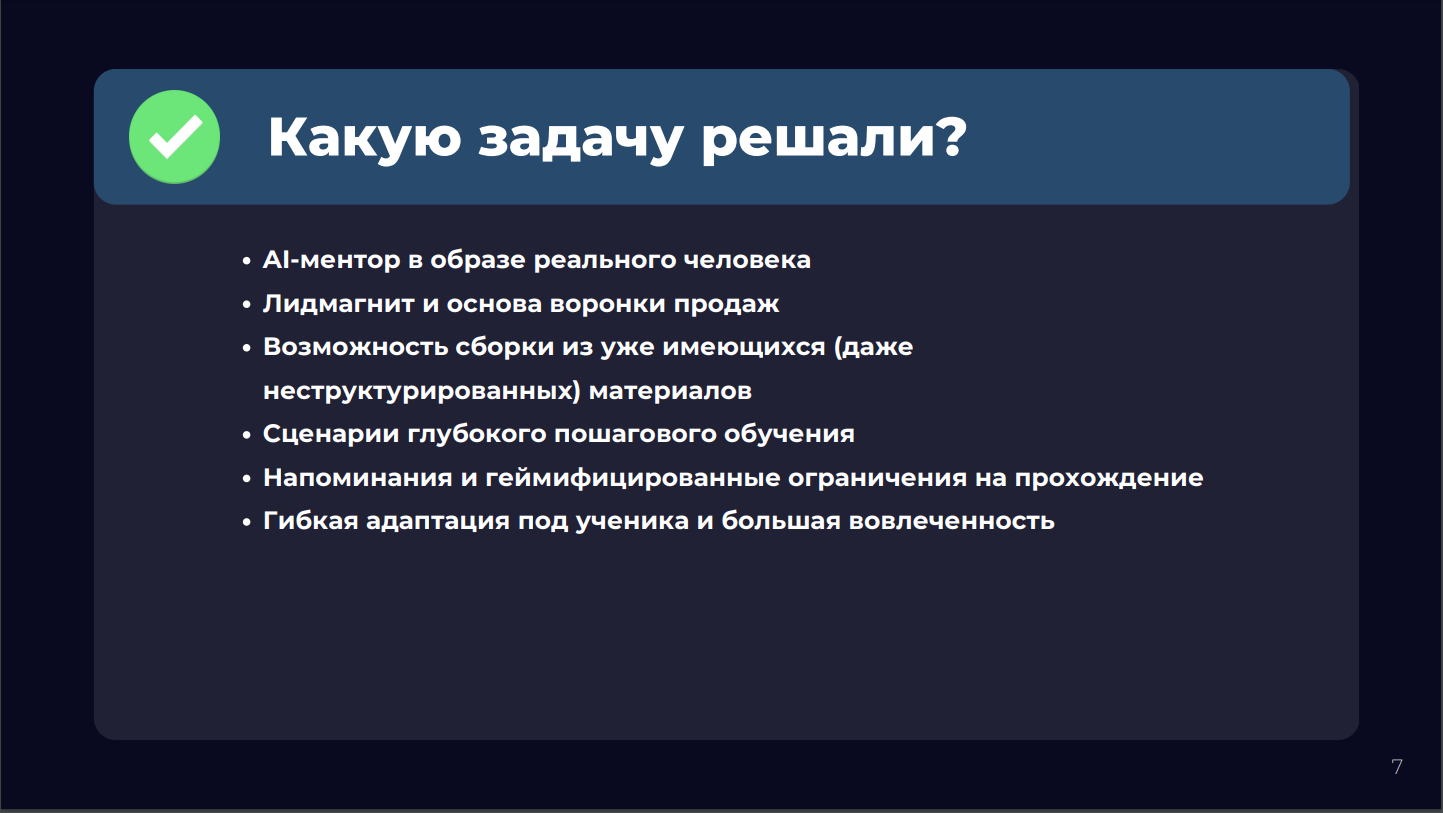 Какую задачу решали?
• AI-ментор в образе реального человека
• Лидмагнит и основа воронки продаж
• Возможность сборки из уже имеющихся (даже
неструктурированных) материалов
• Сценарии глубокого пошагового обучения
• Напоминания и геймифицированные ограничения на прохождение
• Гибкая адаптация под ученика и большая вовлеченность
7